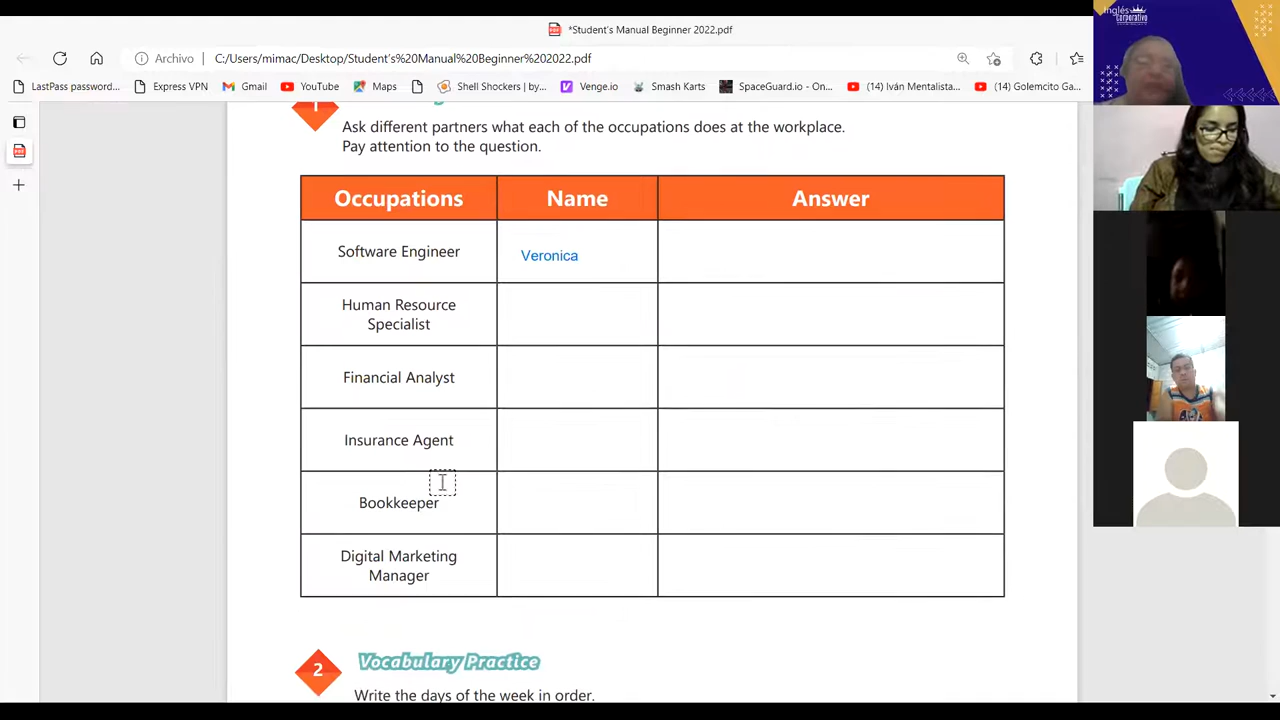 *Student's Manual Beginner 2022.pdf
Archivo
C:/Users/mimac/Desktop/Student's%20Manual%20Beginner%202022.pdf
LastPass password...
Express VPN
Gmail
YouTube
Maps
Shell Shockers | by...
Venge.io
Smash Karts
SpaceGuard.io - On...
(14) Iván Mentalista...
(14) Golemcito Ga...
Inglés
Corporativo
1
Ask different partners what each of the occupations does at the workplace.
Pay attention to the question.
Occupations Name Answer
Software Engineer Veronica
Human Resource
Specialist
Financial Analyst
Insurance Agent
Bookkeeper
Digital Marketing
Manager
2 Vocabulary Practice
Write the days of the week in order.